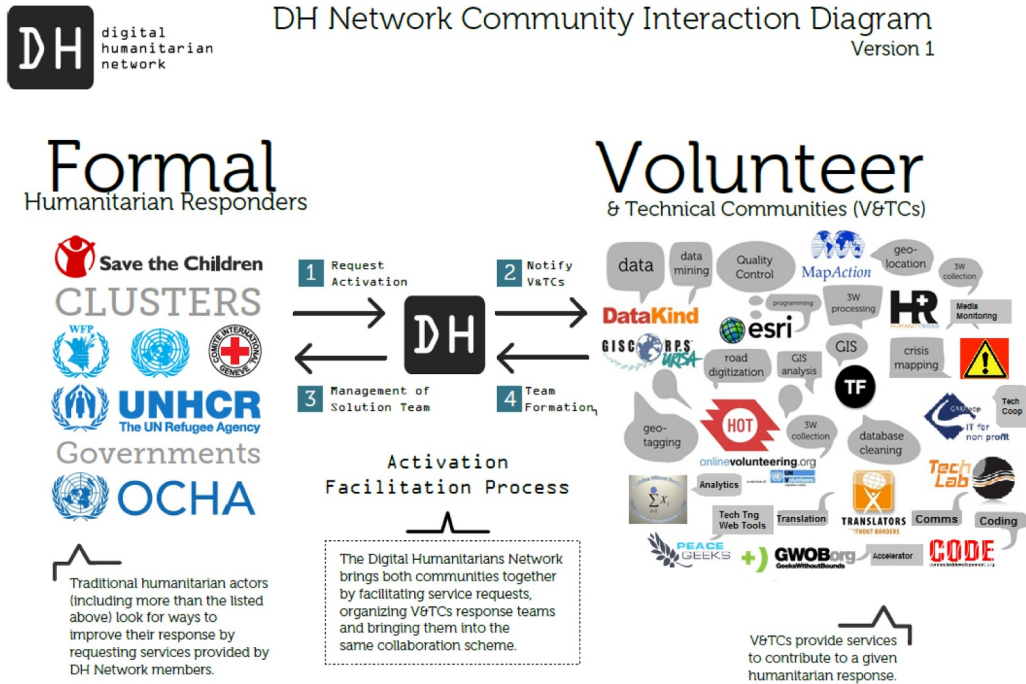 DH
digital
humanitarian
network
DH Network Community Interaction Diagram
Version 1
Formal
Humanitarian Responders
Save the Children
CLUSTERS
WFP
COMITE INTERNATIONAL
GENEVE
UNHCR
The UN Refugee Agency
Governments
OCHA
Traditional humanitarian actors
(including more than the listed
above) look for ways to
improve their response by
requesting services provided by
DH Network members.
1 Request
Activation
2 Notify
V&TCs
DH
3 Management of
Solution Team
4 Team
Formation,
Activation
Facilitation Process
The Digital Humanitarians Network
brings both communities together
by facilitating service requests,
organizing V&TCs response teams
and bringing them into the
same collaboration scheme.
Volunteer
& Technical Communities (V&TCs)
data
data
mining
Quality
Control
MapAction
geo-
location
3W
collection
DataKind
programming
esri
3W
processing
HR
Media
Monitoring
GISCORPS
URISA
road
digitization
GIS
analysis
GIS
TF
crisis
mapping
geo-
tagging
HOT
3W
collection
database
cleaning
Tech
Coop
IT for
non profit
onlinevolunteering.org
a service of
UN
Volunteers
Analytics
Tech Tng
Web Tools
Translation
TRANSLATORS
WITHOUT BORDERS
Tech
Lab
Comms
Coding
PEACE
GEEKS
+) GWOBorg
GeeksWithoutBounds
Accelerator
CODE
V&TCs provide services
to contribute to a given
humanitarian response.